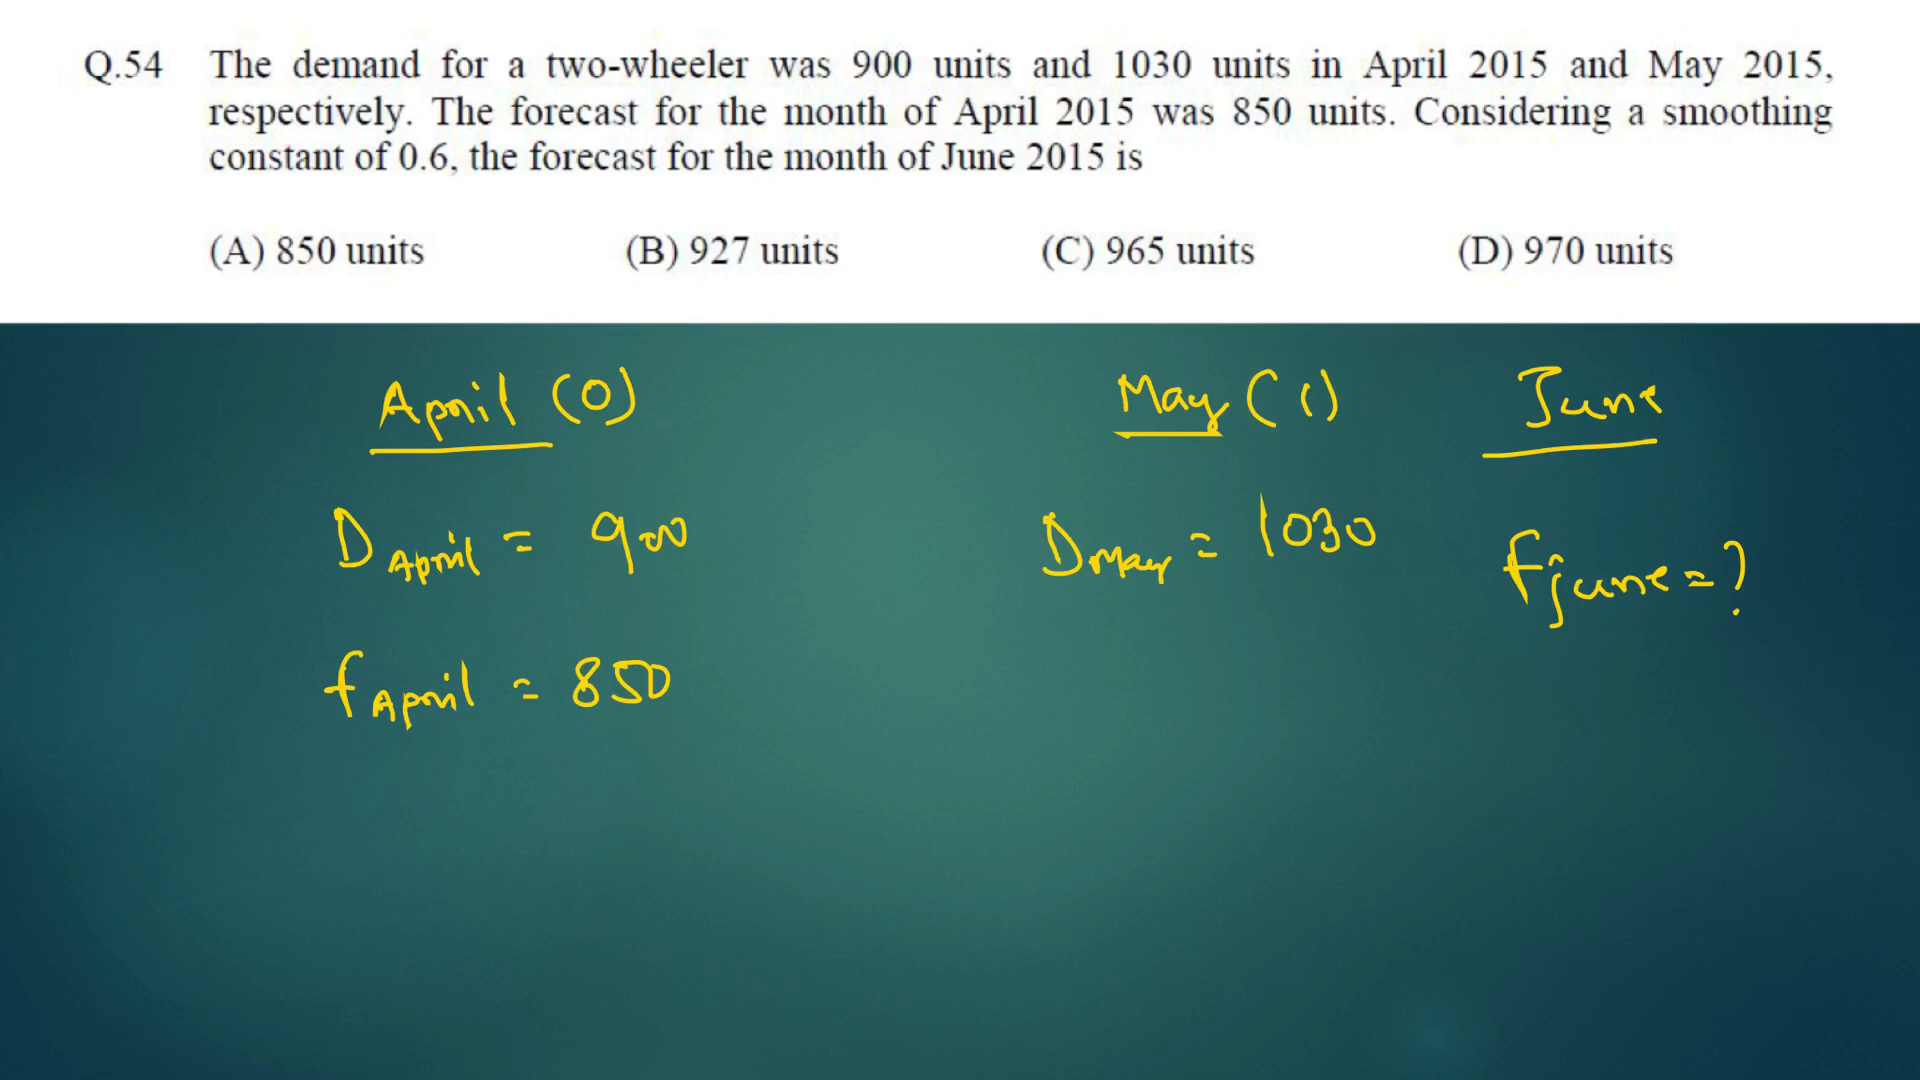 Q.54 The demand for a two-wheeler was 900 units and 1030 units in April 2015 and May 2015,
respectively. The forecast for the month of April 2015 was 850 units. Considering a smoothing
constant of 0.6, the forecast for the month of June 2015 is
(A) 850 units (B) 927 units (C) 965 units (D) 970 units
April (0) May (1) June
D April = 900 D May = 1030 f june = ?
f April = 850